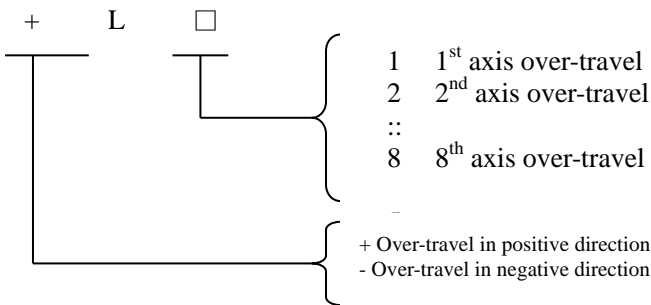 + L □
1 1st axis over-travel
2 2nd axis over-travel
::
8 8th axis over-travel
+ Over-travel in positive direction
- Over-travel in negative direction